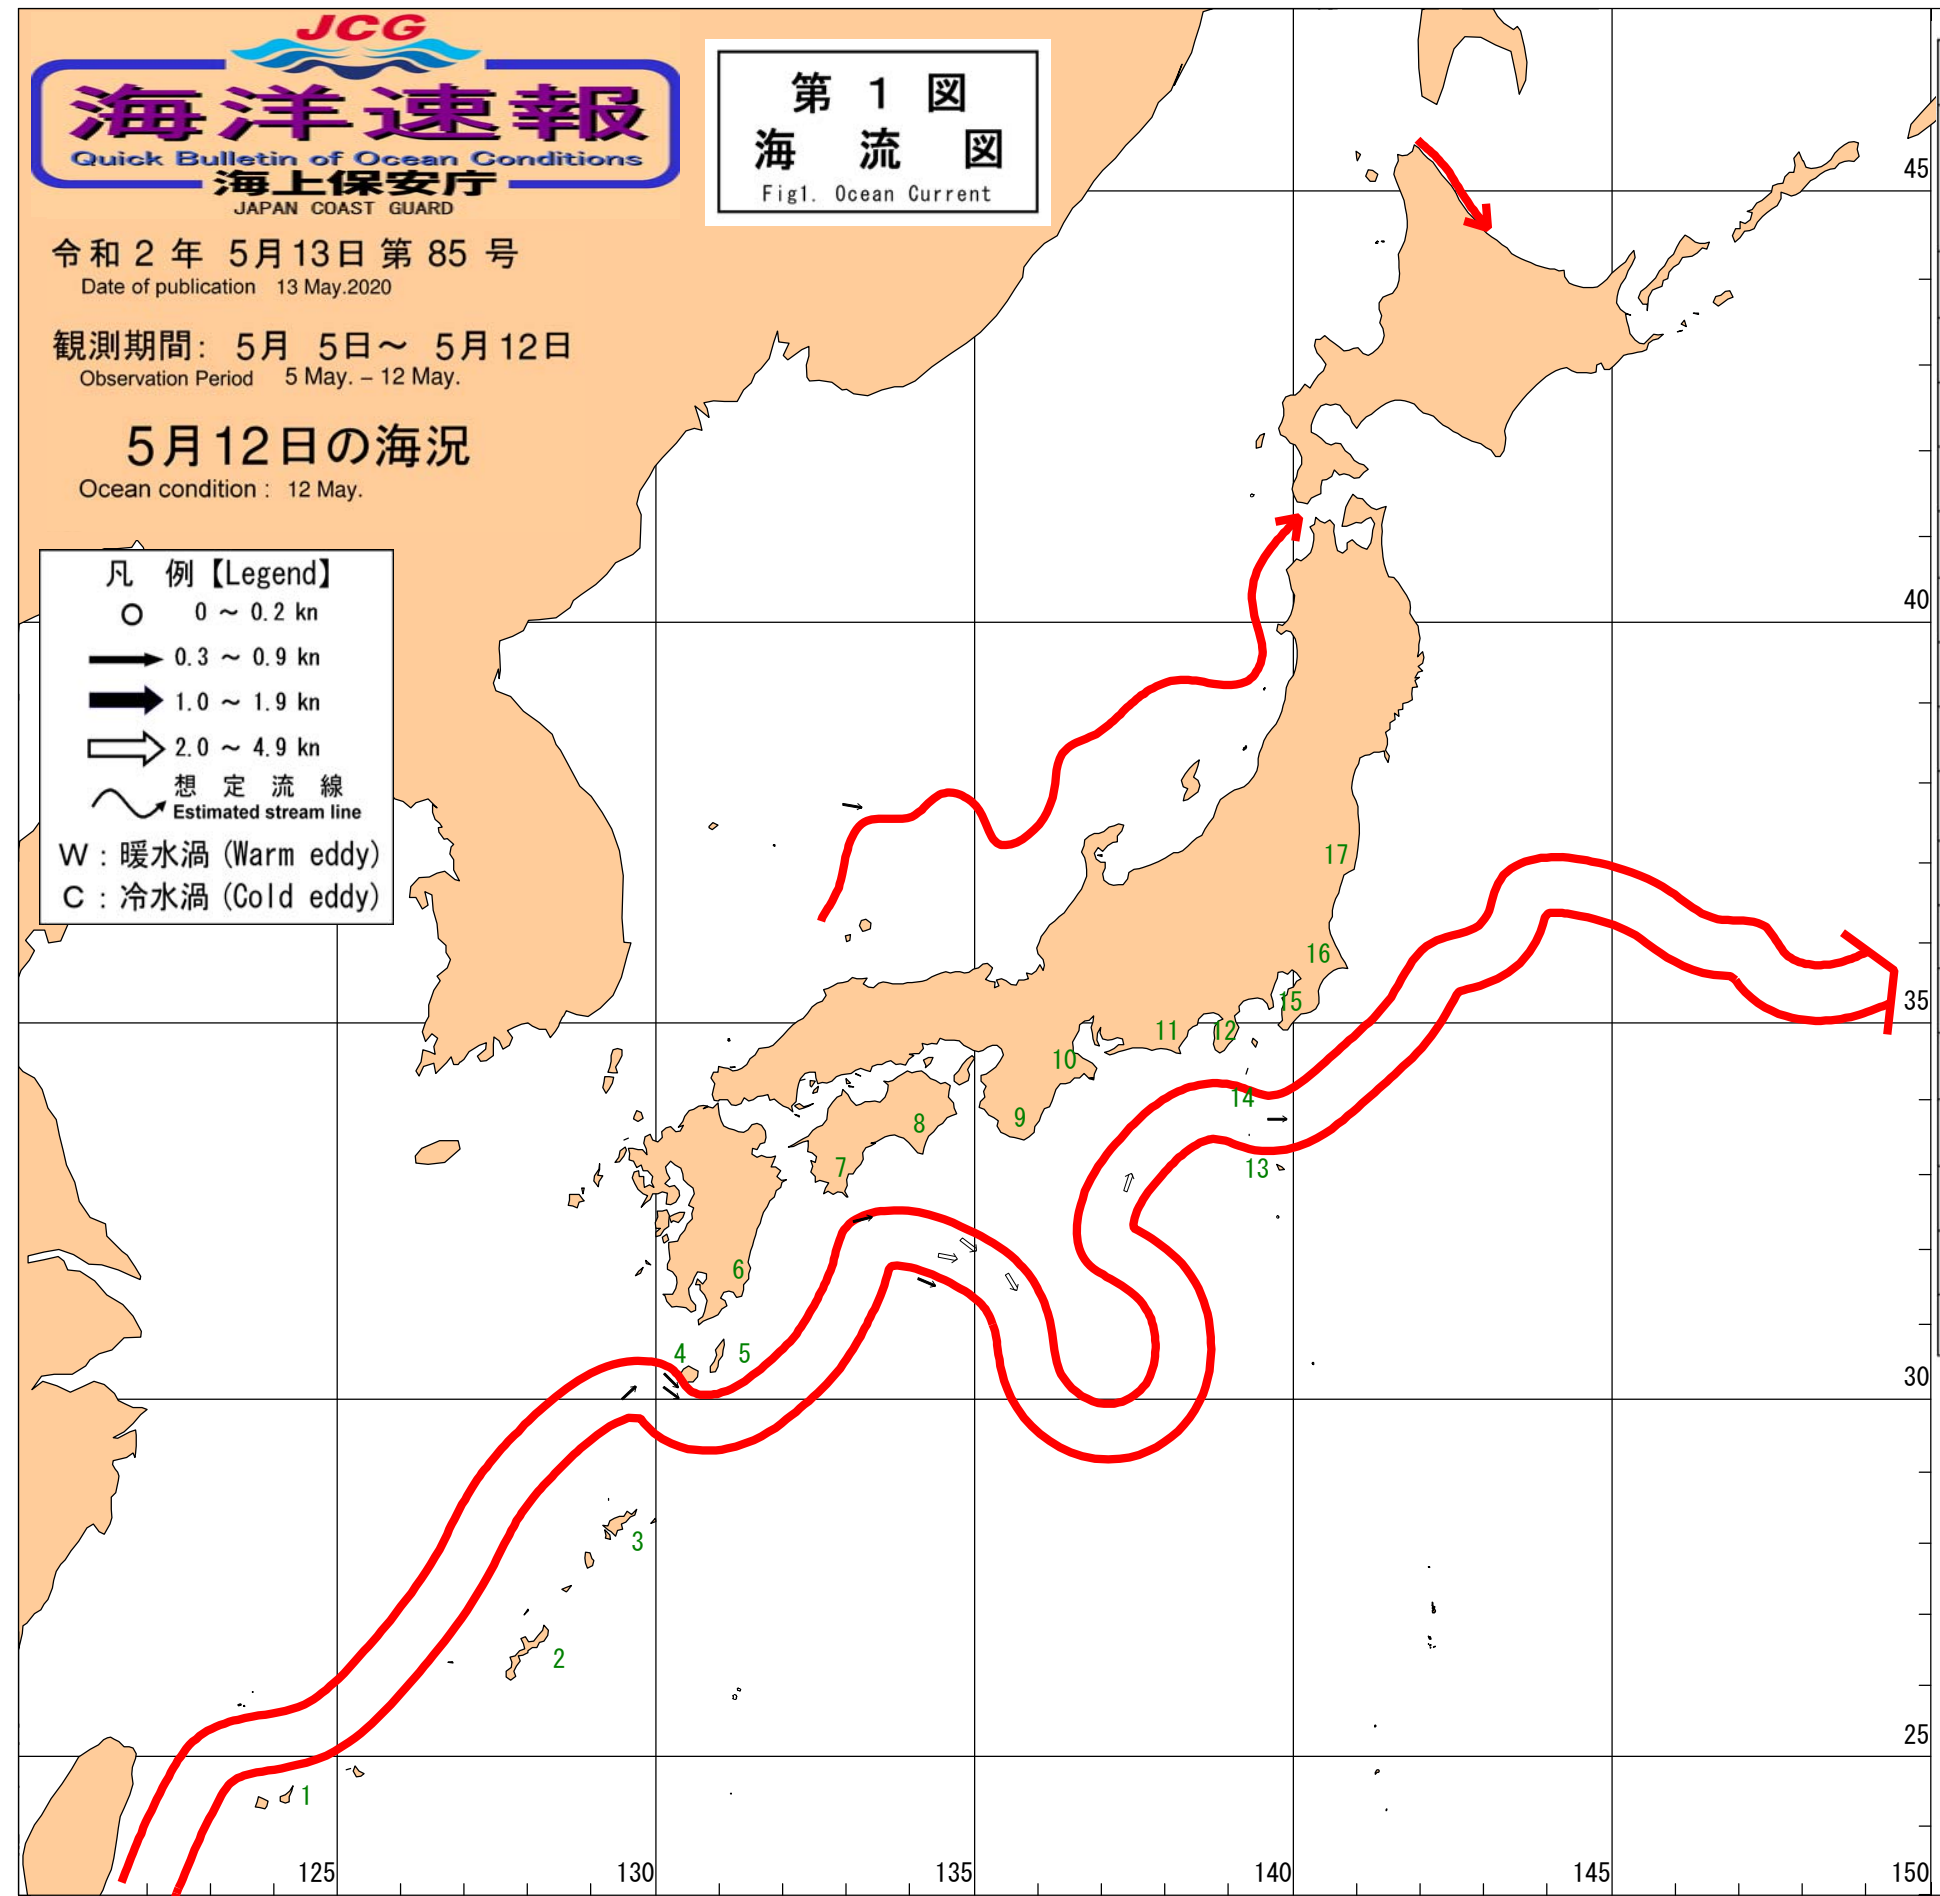 JCG
海洋速報
Quick Bulletin of Ocean Conditions
海上保安庁
JAPAN COAST GUARD
第 1 図
海 流 図
Fig1. Ocean Current
令和 2 年 5月13日 第 85 号
Date of publication 13 May.2020
観測期間: 5月 5日～ 5月12日
Observation Period 5 May. – 12 May.
5月12日の海況
Ocean condition : 12 May.
凡 例【Legend】
0 ～ 0.2 kn
0.3 ～ 0.9 kn
1.0 ～ 1.9 kn
2.0 ～ 4.9 kn
想 定 流 線
Estimated stream line
W : 暖水渦 (Warm eddy)
C : 冷水渦 (Cold eddy)
45
40
17
16
35
15
11
12
10
14
9
8
7
13
6
4
5
30
3
2
25
1
125
130
135
140
145
150